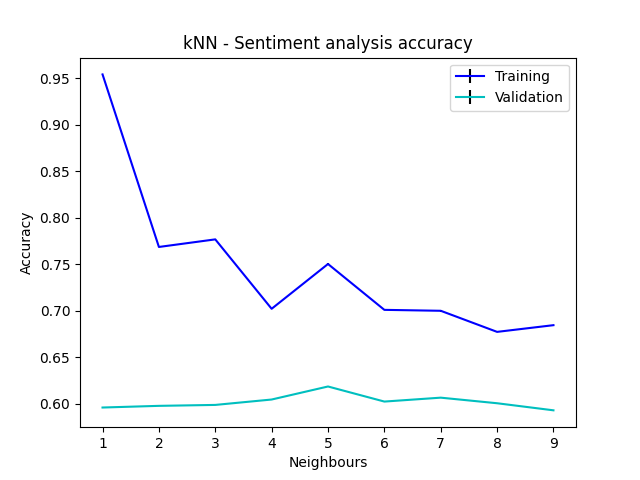 kNN - Sentiment analysis accuracy
Training
Validation
Accuracy
0.95
0.90
0.85
0.80
0.75
0.70
0.65
0.60
1 2 3 4 5 6 7 8 9
Neighbours